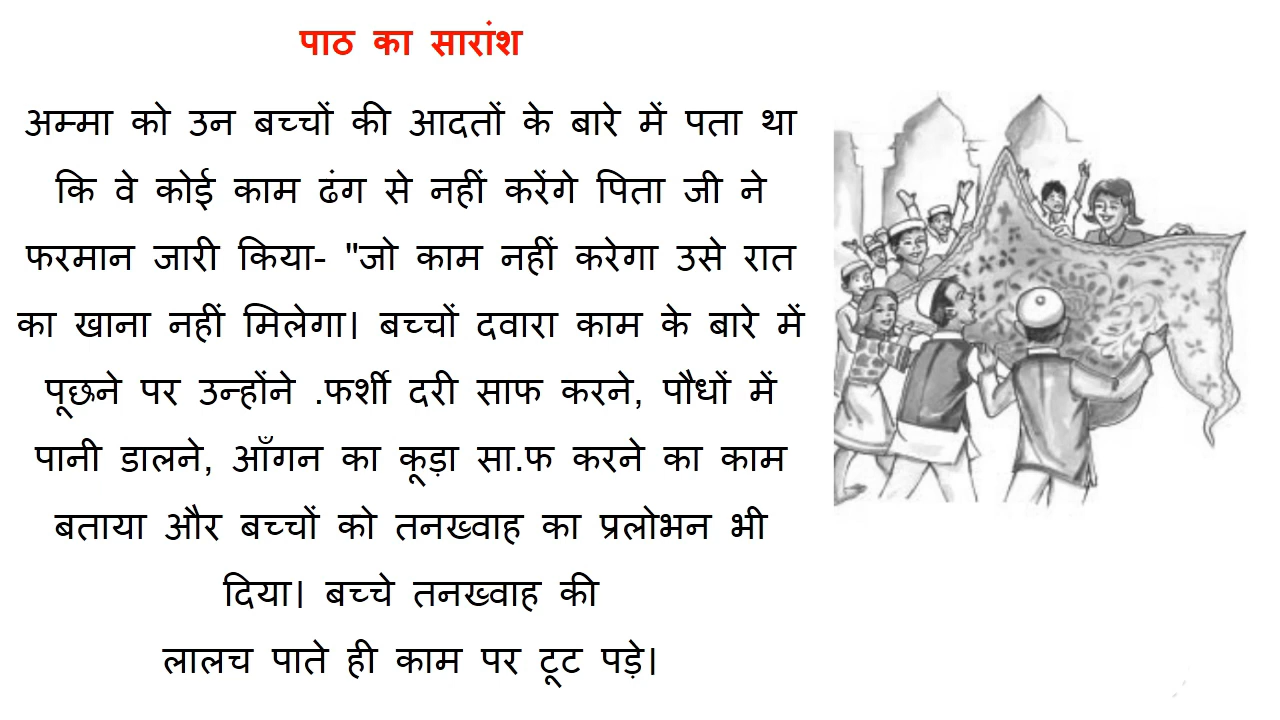 पाठ का सारांश
अम्मा को उन बच्चों की आदतों के बारे में पता था
कि वे कोई काम ढंग से नहीं करेंगे पिता जी ने
फरमान जारी किया- "जो काम नहीं करेगा उसे रात
का खाना नहीं मिलेगा। बच्चों दवारा काम के बारे में
पूछने पर उन्होंने .फर्शी दरी साफ करने, पौधों में
पानी डालने, आँगन का कूड़ा सा.फ करने का काम
बताया और बच्चों को तनख्वाह का प्रलोभन भी
दिया। बच्चे तनख्वाह की
लालच पाते ही काम पर टूट पड़े।